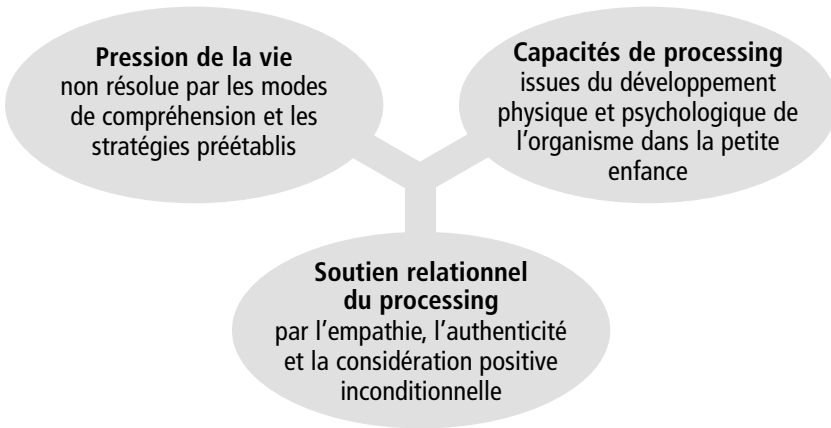 Pression de la vie
non résolue par les modes
de compréhension et les
stratégies préétablis
Capacités de processing
issues du développement
physique et psychologique de
l'organisme dans la petite
enfance
Soutien relationnel
du processing
par l'empathie, l'authenticité
et la considération positive
inconditionnelle